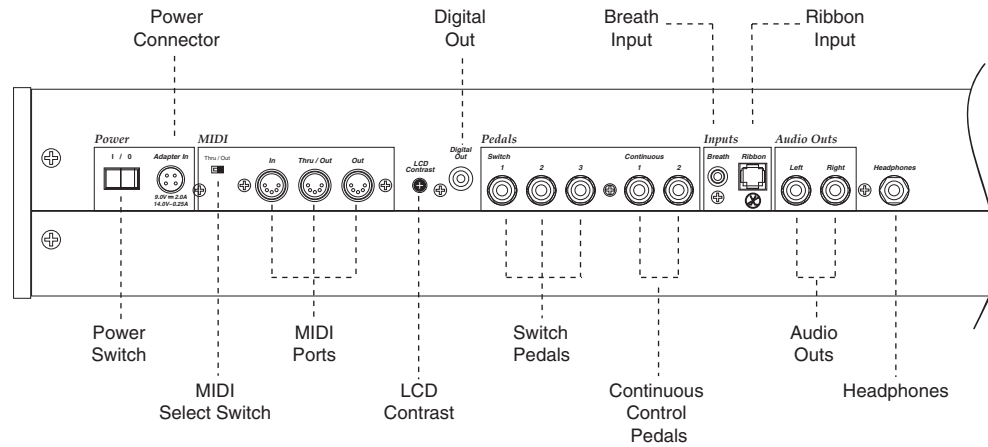 Power
Connector
Digital
Out
Breath
Input
Ribbon
Input
Power
MIDI
Pedals
Inputs
Audio Outs
I / 0
Adapter In
9.0V 2.0A
14.0V~0.25A
Thru / Out
In
Thru / Out
Out
LCD
Contrast
Digital
Out
Switch
1
2
3
Continuous
1
2
Breath
Ribbon
Left
Right
Headphones
Power
Switch
MIDI
Ports
Switch
Pedals
Audio
Outs
MIDI
Select Switch
LCD
Contrast
Continuous
Control
Pedals
Headphones